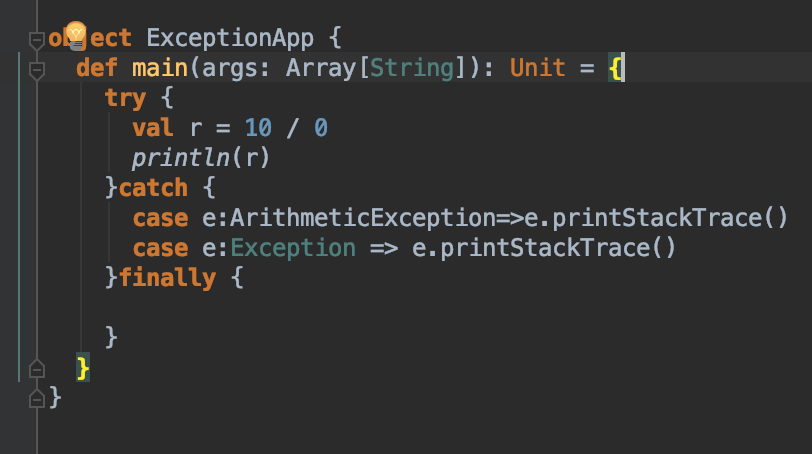 object ExceptionApp {
  def main(args: Array[String]): Unit = {
    try {
      val r = 10 / 0
      println(r)
    }catch {
      case e:ArithmeticException=>e.printStackTrace()
      case e:Exception => e.printStackTrace()
    }finally {

    }
  }
}